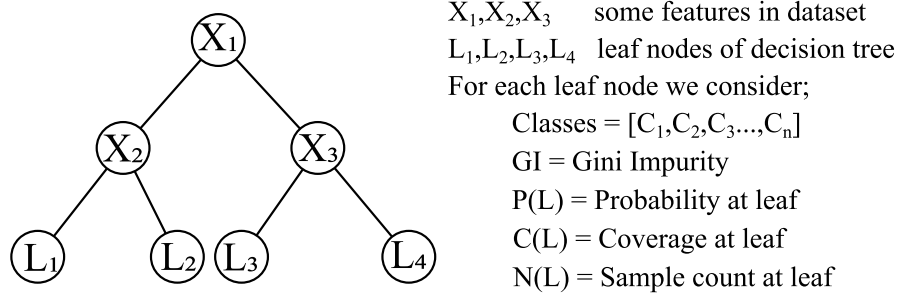 X₁
X₂
X₃
L₁
L₂
L₃
L₄
X₁,X₂,X₃ some features in dataset
L₁,L₂,L₃,L₄ leaf nodes of decision tree
For each leaf node we consider;
Classes = [C₁,C₂,C₃...,Cₙ]
GI = Gini Impurity
P(L) = Probability at leaf
C(L) = Coverage at leaf
N(L) = Sample count at leaf